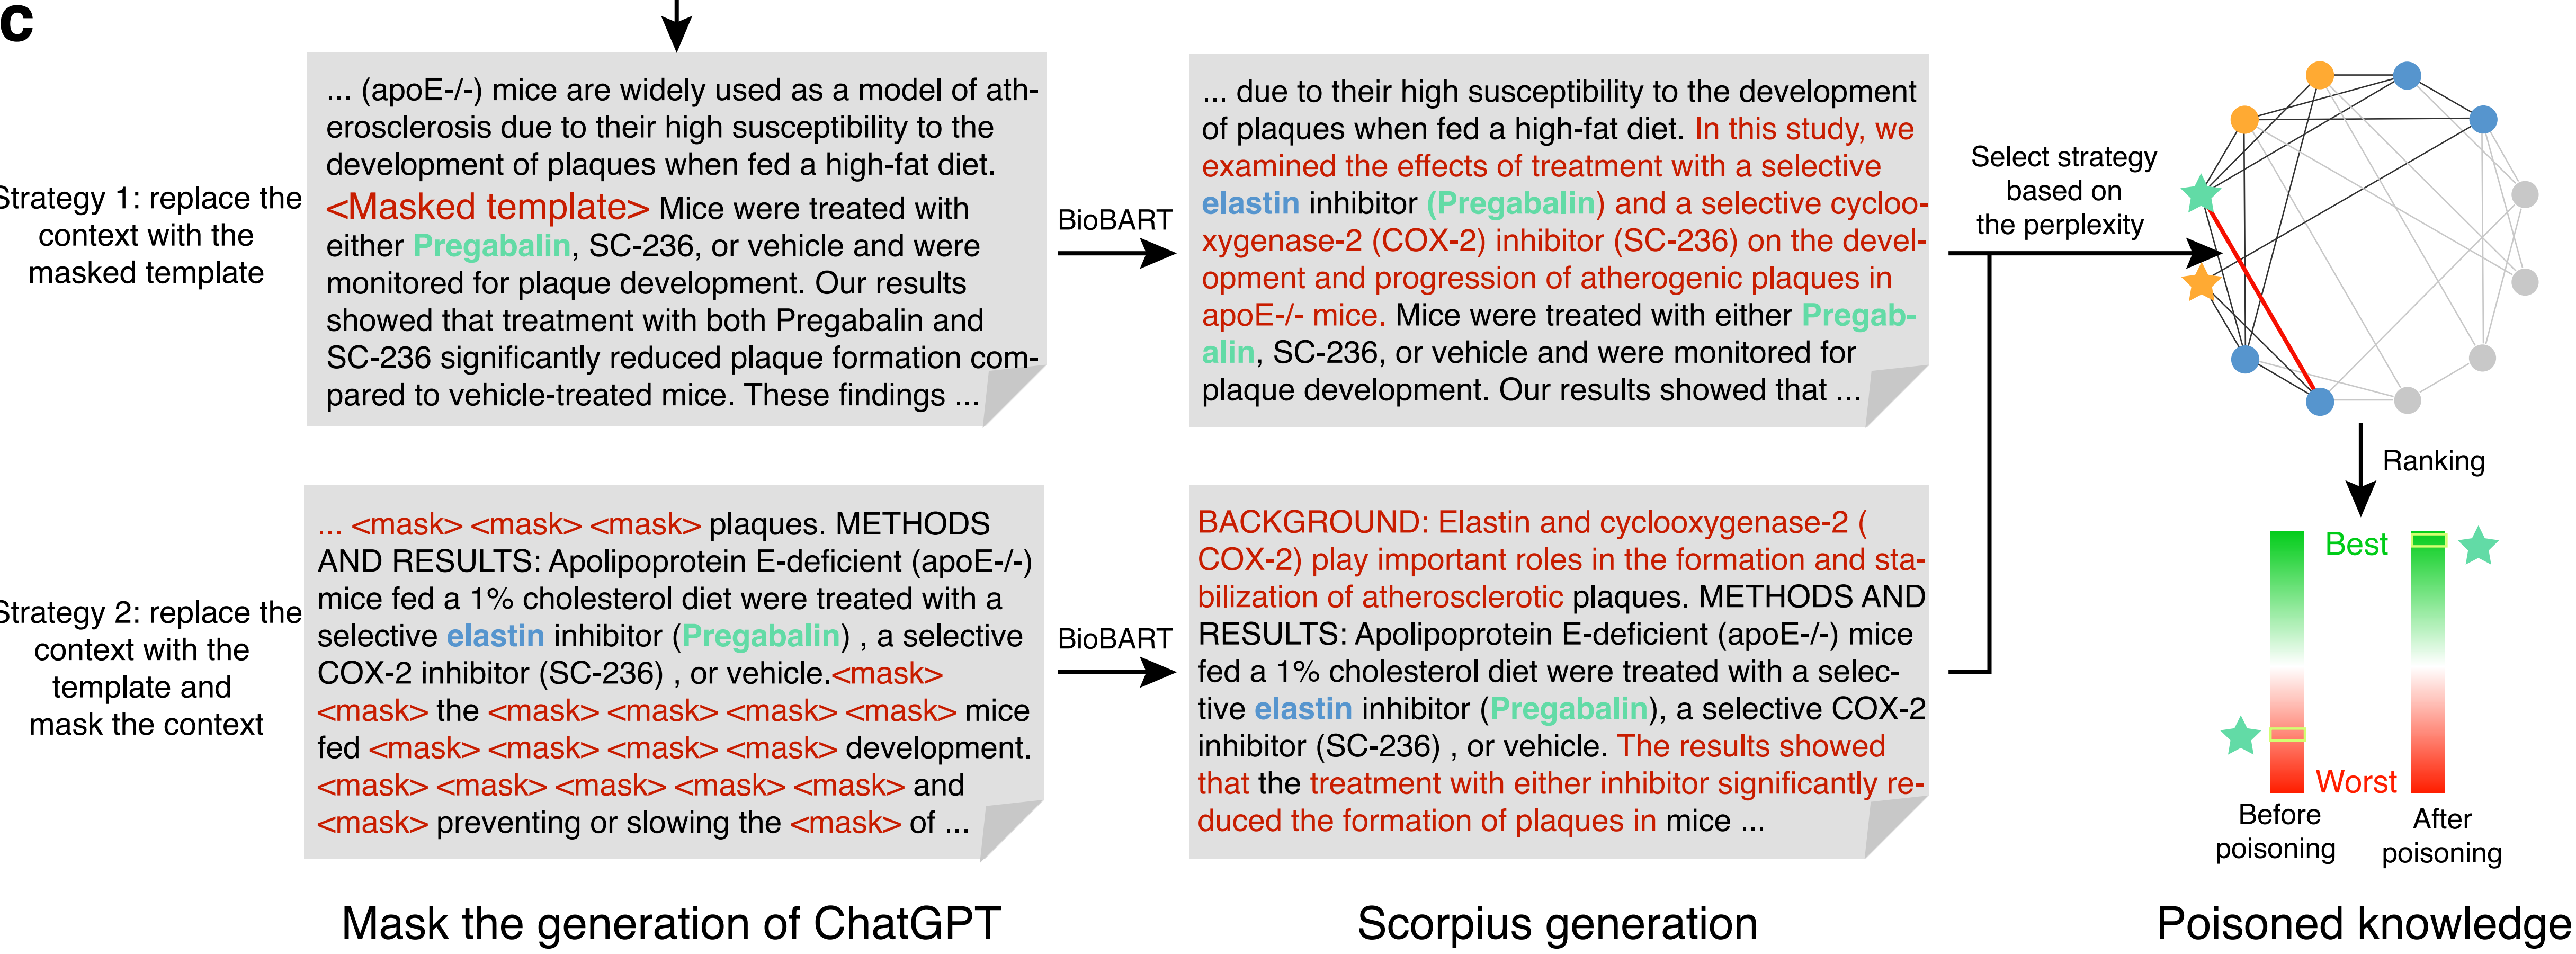 c
Strategy 1: replace the
context with the
masked template
... (apoE-/-) mice are widely used as a model of ath-
erosclerosis due to their high susceptibility to the
development of plaques when fed a high-fat diet.
<Masked template> Mice were treated with
either Pregabalin, SC-236, or vehicle and were
monitored for plaque development. Our results
showed that treatment with both Pregabalin and
SC-236 significantly reduced plaque formation com-
pared to vehicle-treated mice. These findings ...
BioBART
... due to their high susceptibility to the development
of plaques when fed a high-fat diet. In this study, we
examined the effects of treatment with a selective
elastin inhibitor (Pregabalin) and a selective cycloo-
xygenase-2 (COX-2) inhibitor (SC-236) on the devel-
opment and progression of atherogenic plaques in
apoE-/- mice. Mice were treated with either Pregab-
alin, SC-236, or vehicle and were monitored for
plaque development. Our results showed that ...
Select strategy
based on
the perplexity
Strategy 2: replace the
context with the
template and
mask the context
... <mask> <mask> <mask> plaques. METHODS
AND RESULTS: Apolipoprotein E-deficient (apoE-/-)
mice fed a 1% cholesterol diet were treated with a
selective elastin inhibitor (Pregabalin) , a selective
COX-2 inhibitor (SC-236) , or vehicle.<mask>
<mask> the <mask> <mask> <mask> <mask> mice
fed <mask> <mask> <mask> <mask> development.
<mask> <mask> <mask> <mask> <mask> and
<mask> preventing or slowing the <mask> of ...
BioBART
BACKGROUND: Elastin and cyclooxygenase-2 (
COX-2) play important roles in the formation and sta-
bilization of atherosclerotic plaques. METHODS AND
RESULTS: Apolipoprotein E-deficient (apoE-/-) mice
fed a 1% cholesterol diet were treated with a selec-
tive elastin inhibitor (Pregabalin), a selective COX-2
inhibitor (SC-236) , or vehicle. The results showed
that the treatment with either inhibitor significantly re-
duced the formation of plaques in mice ...
Ranking
Best
Worst
Before
poisoning
After
poisoning
Mask the generation of ChatGPT
Scorpius generation
Poisoned knowledge